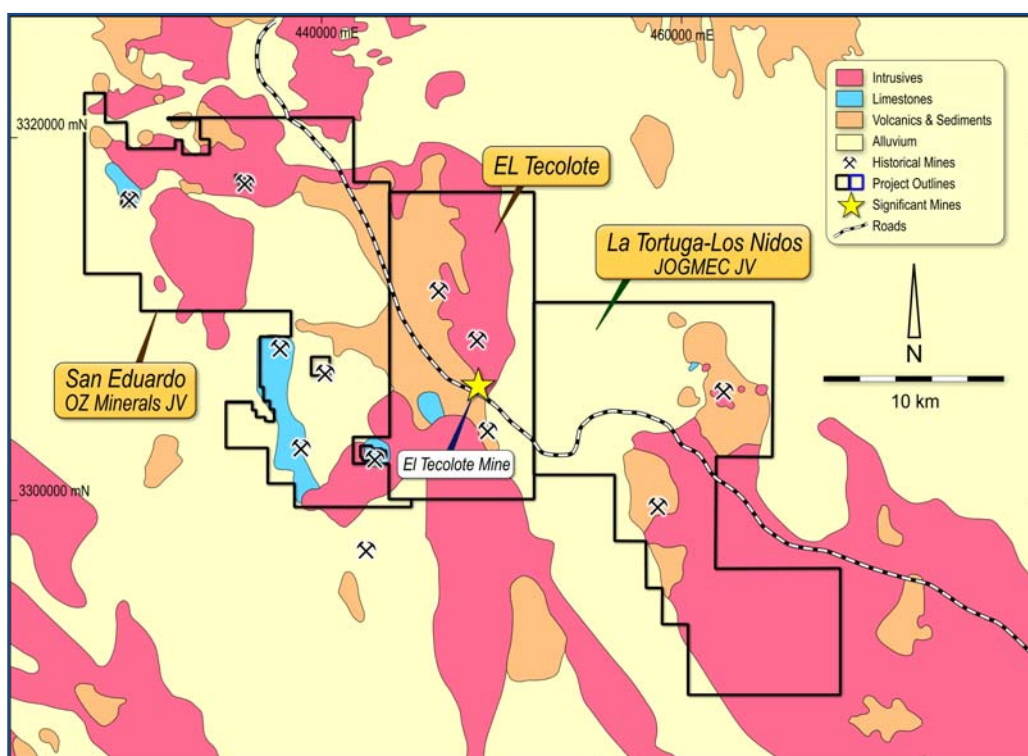 440000 mE
460000 mE
3320000 mN
3300000 mN
Intrusives
Limestones
Volcanics & Sediments
Alluvium
Historical Mines
Project Outlines
Significant Mines
Roads
EL Tecolote
La Tortuga-Los Nidos
JOGMEC JV
San Eduardo
OZ Minerals JV
El Tecolote Mine
N
10 km